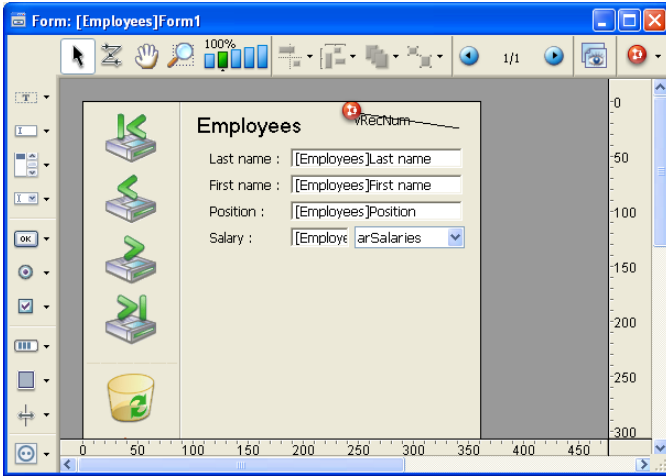 Form: [Employees]Form1
100%
1/1
T
I
I
OK
Employees
vRecNum
Last name :
[Employees]Last name
First name :
[Employees]First name
Position :
[Employees]Position
Salary :
[Employe
arSalaries
0
50
100
150
200
250
300
0
50
100
150
200
250
300
350
400
450